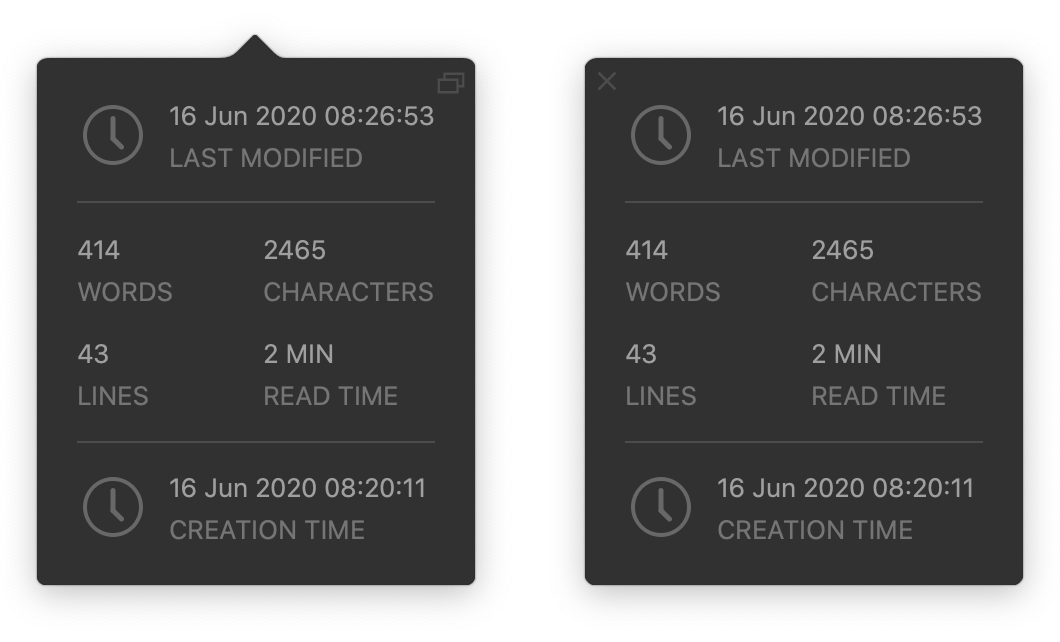 16 Jun 2020 08:26:53
LAST MODIFIED
414 2465
WORDS CHARACTERS
43 2 MIN
LINES READ TIME
16 Jun 2020 08:20:11
CREATION TIME
16 Jun 2020 08:26:53
LAST MODIFIED
414 2465
WORDS CHARACTERS
43 2 MIN
LINES READ TIME
16 Jun 2020 08:20:11
CREATION TIME